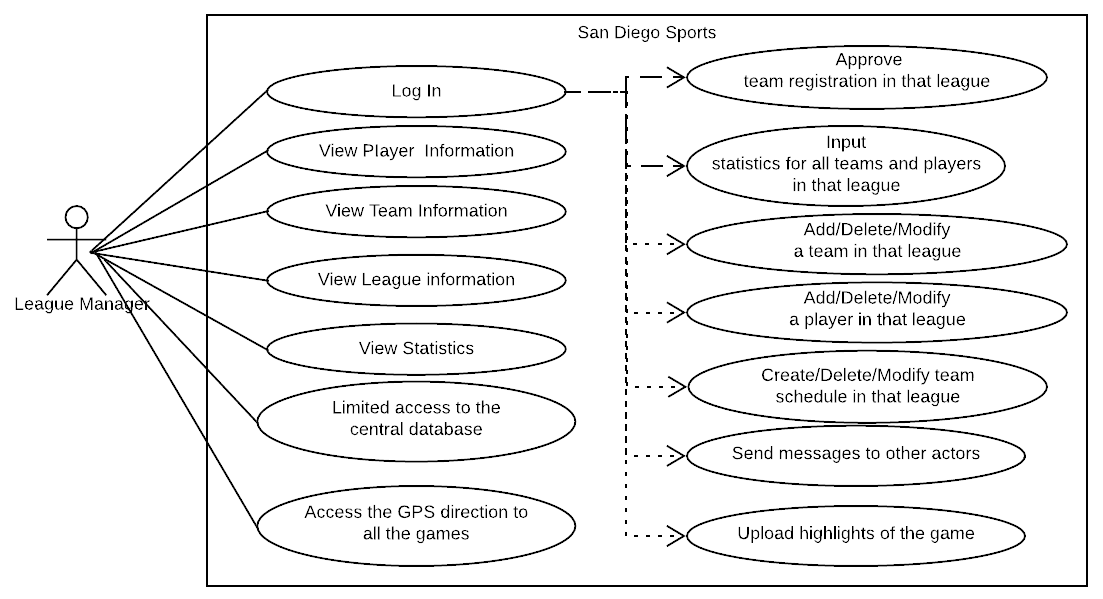 San Diego Sports
Log In
View Player  Information
View Team Information
View League information
View Statistics
Limited access to the
central database
Access the GPS direction to
all the games
League Manager
Approve
team registration in that league
Input
statistics for all teams and players
in that league
Add/Delete/Modify
a team in that league
Add/Delete/Modify
a player in that league
Create/Delete/Modify team
schedule in that league
Send messages to other actors
Upload highlights of the game